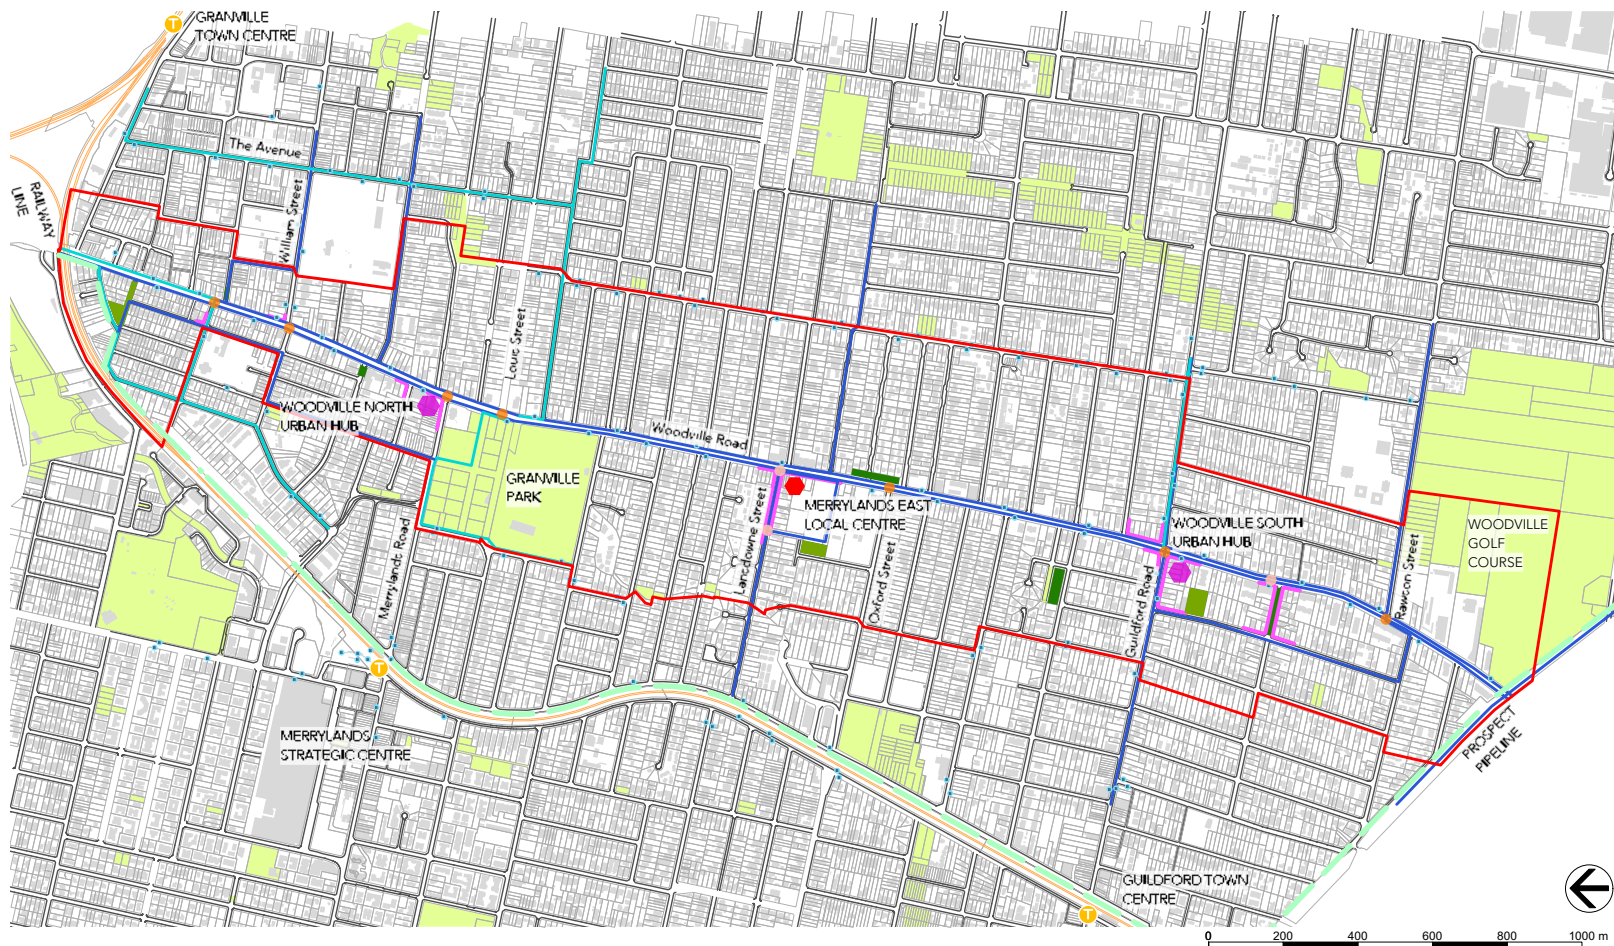 GRANVILLE
TOWN CENTRE
T
The Avenue
RAILWAY
LINE
William Street
Louis Street
WOODVILLE NORTH
URBAN HUB
Woodville Road
GRANVILLE
PARK
Lansdowne Street
MERRYLANDS EAST
LOCAL CENTRE
WOODVILLE SOUTH
URBAN HUB
WOODVILLE
GOLF
COURSE
Merrylands Road
Oxford Street
Guildford Road
Rawson Street
T
MERRYLANDS
STRATEGIC CENTRE
PROSPECT
PIPELINE
GUILDFORD TOWN
CENTRE
T
0 200 400 600 800 1000 m